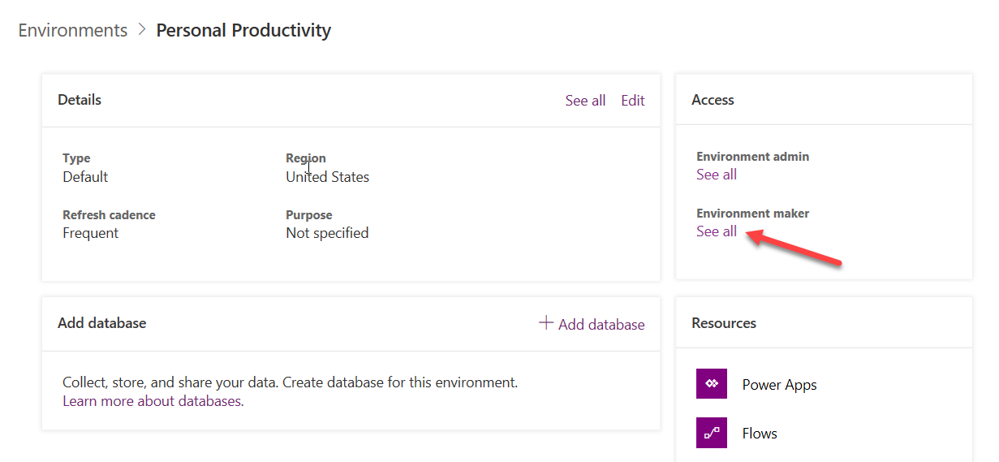 Environments > Personal Productivity
Details
See all Edit
Type
Default
Region
United States
Refresh cadence
Frequent
Purpose
Not specified
Access
Environment admin
See all
Environment maker
See all
Add database
+ Add database
Collect, store, and share your data. Create database for this environment.
Learn more about databases.
Resources
Power Apps
Flows